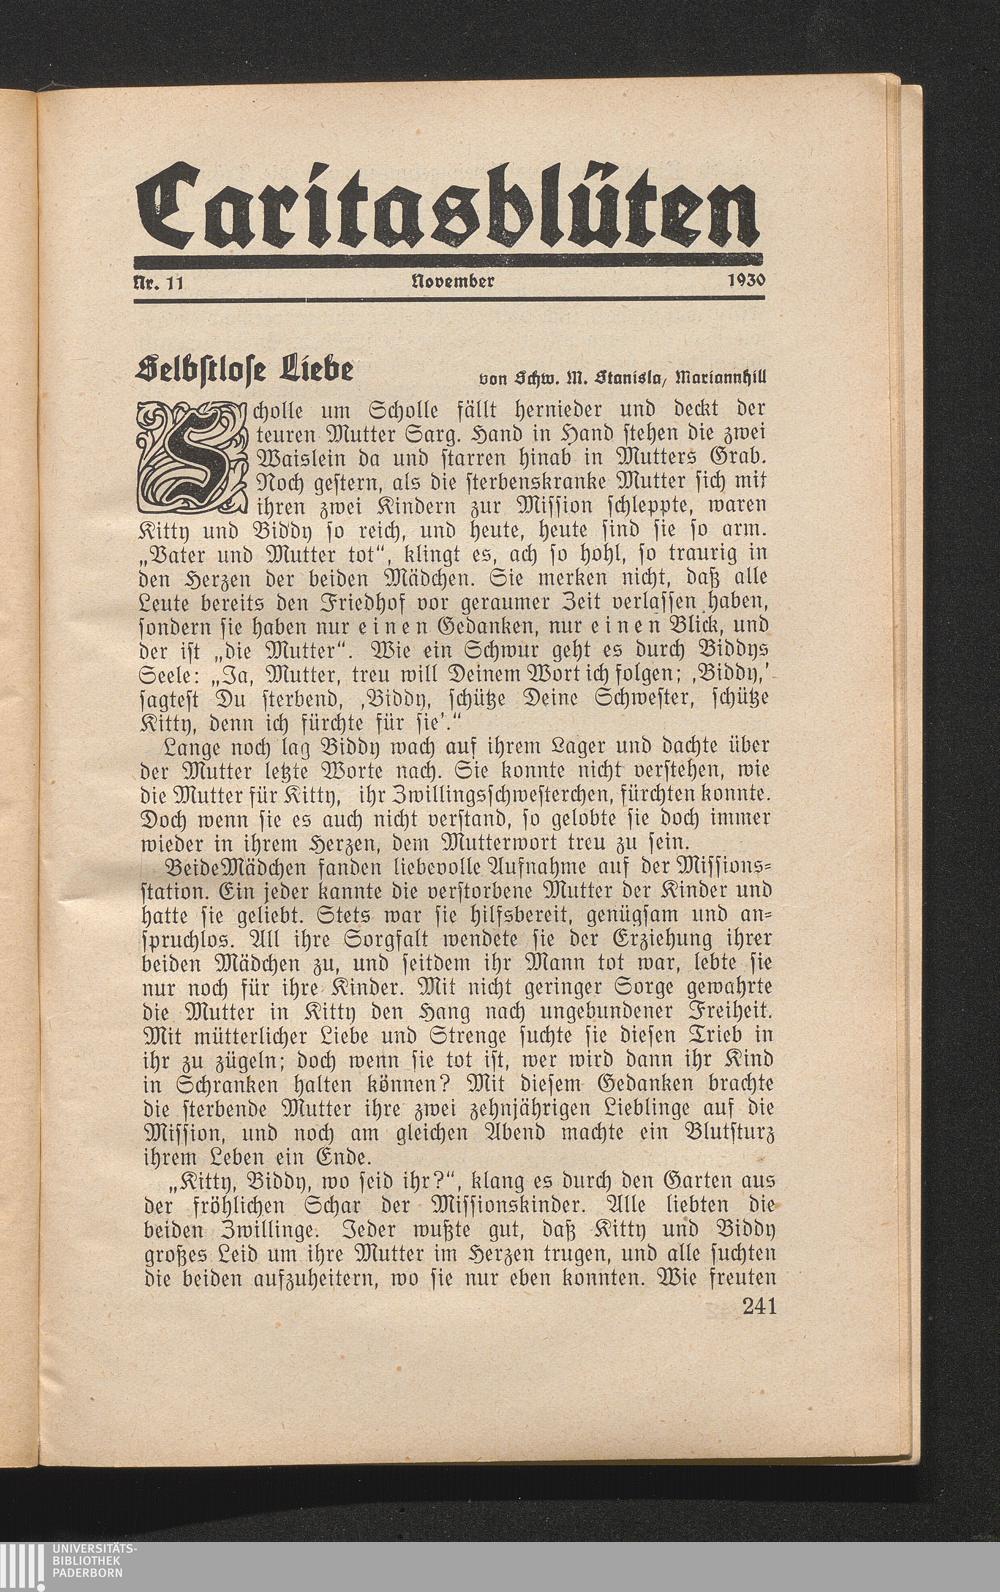 Caritasblüten
Nr. 11 November 1930
Selbstlose Liebe von Schw. M. Stanisla, Mariannhill
Scholle um Scholle fällt hernieder und deckt der
teuren Mutter Sarg. Hand in Hand stehen die zwei
Waislein da und starren hinab in Mutters Grab.
Noch gestern, als die sterbenskranke Mutter sich mit
ihren zwei Kindern zur Mission schleppte, waren
Kitty und Biddy so reich, und heute, heute sind sie so arm.
„Vater und Mutter tot“, klingt es, ach so hohl, so traurig in
den Herzen der beiden Mädchen. Sie merken nicht, daß alle
Leute bereits den Friedhof vor geraumer Zeit verlassen haben,
sondern sie haben nur einen Gedanken, nur einen Blick, und
der ist „die Mutter“. Wie ein Schwur geht es durch Biddys
Seele: „Ja, Mutter, treu will Deinem Wort ich folgen; ‚Biddy,’
sagtest Du sterbend, ‚Biddy, schütze Deine Schwester, schütze
Kitty, denn ich fürchte für sie’.“
Lange noch lag Biddy wach auf ihrem Lager und dachte über
der Mutter letzte Worte nach. Sie konnte nicht verstehen, wie
die Mutter für Kitty, ihr Zwillingsschwesterchen, fürchten konnte.
Doch wenn sie es auch nicht verstand, so gelobte sie doch immer
wieder in ihrem Herzen, dem Mutterwort treu zu sein.
Beide Mädchen fanden liebevolle Aufnahme auf der Missions-
station. Ein jeder kannte die verstorbene Mutter der Kinder und
hatte sie geliebt. Stets war sie hilfsbereit, genügsam und an-
spruchlos. All ihre Sorgfalt wendete sie der Erziehung ihrer
beiden Mädchen zu, und seitdem ihr Mann tot war, lebte sie
nur noch für ihre Kinder. Mit nicht geringer Sorge gewahrte
die Mutter in Kitty den Hang nach ungebundener Freiheit.
Mit mütterlicher Liebe und Strenge suchte sie diesen Trieb in
ihr zu zügeln; doch wenn sie tot ist, wer wird dann ihr Kind
in Schranken halten können? Mit diesem Gedanken brachte
die sterbende Mutter ihre zwei zehnjährigen Lieblinge auf die
Mission, und noch am gleichen Abend machte ein Blutsturz
ihrem Leben ein Ende.
„Kitty, Biddy, wo seid ihr?“, klang es durch den Garten aus
der fröhlichen Schar der Missionskinder. Alle liebten die
beiden Zwillinge. Jeder wußte gut, daß Kitty und Biddy
großes Leid um ihre Mutter im Herzen trugen, und alle suchten
die beiden aufzuheitern, wo sie nur eben konnten. Wie freuten
241
UNIVERSITÄTS-
BIBLIOTHEK
PADERBORN